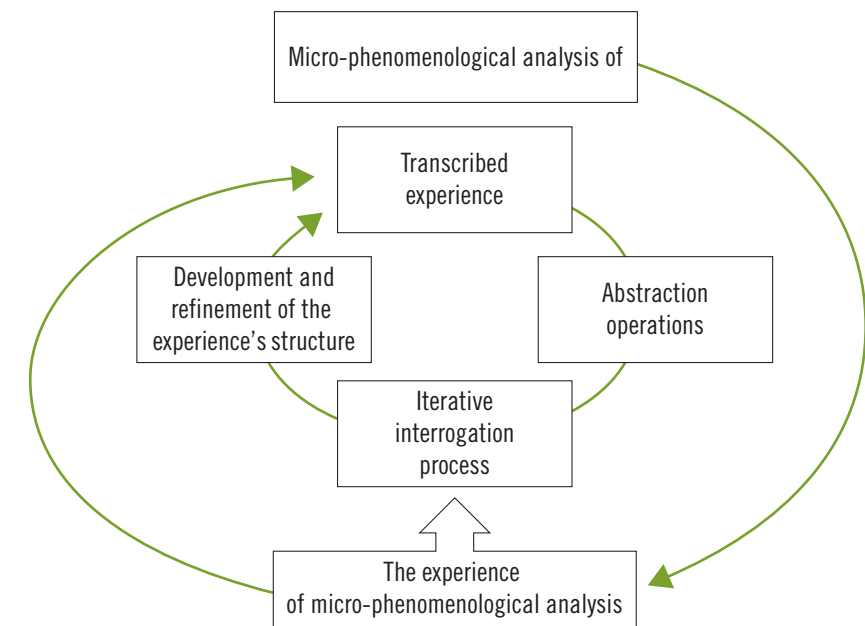 Micro-phenomenological analysis of
Transcribed
experience
Development and
refinement of the
experience’s structure
Abstraction
operations
Iterative
interrogation
process
The experience
of micro-phenomenological analysis